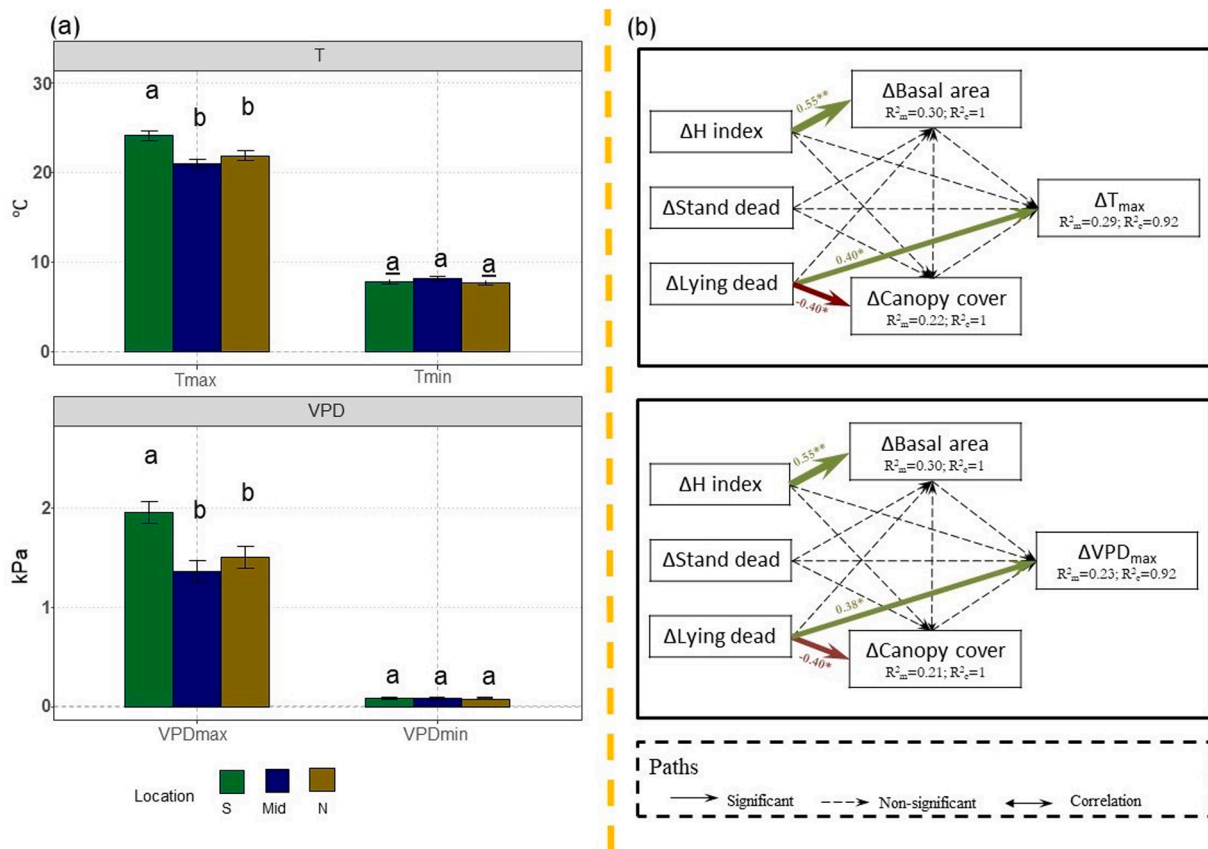 (a)
T
30
20
10
0
°C
a
b
b
a
a
a
Tmax
Tmin
VPD
2
1
0
kPa
a
b
b
a
a
a
VPDmax
VPDmin
Location
S
Mid
N
(b)
ΔH index
ΔStand dead
ΔLying dead
0.55**
0.40*
-0.40*
ΔBasal area
R²m=0.30; R²c=1
ΔTmax
R²m=0.29; R²c=0.92
ΔCanopy cover
R²m=0.22; R²c=1
ΔH index
ΔStand dead
ΔLying dead
0.55**
0.38*
-0.40*
ΔBasal area
R²m=0.30; R²c=1
ΔVPDmax
R²m=0.23; R²c=0.92
ΔCanopy cover
R²m=0.21; R²c=1
Paths
Significant
Non-significant
Correlation